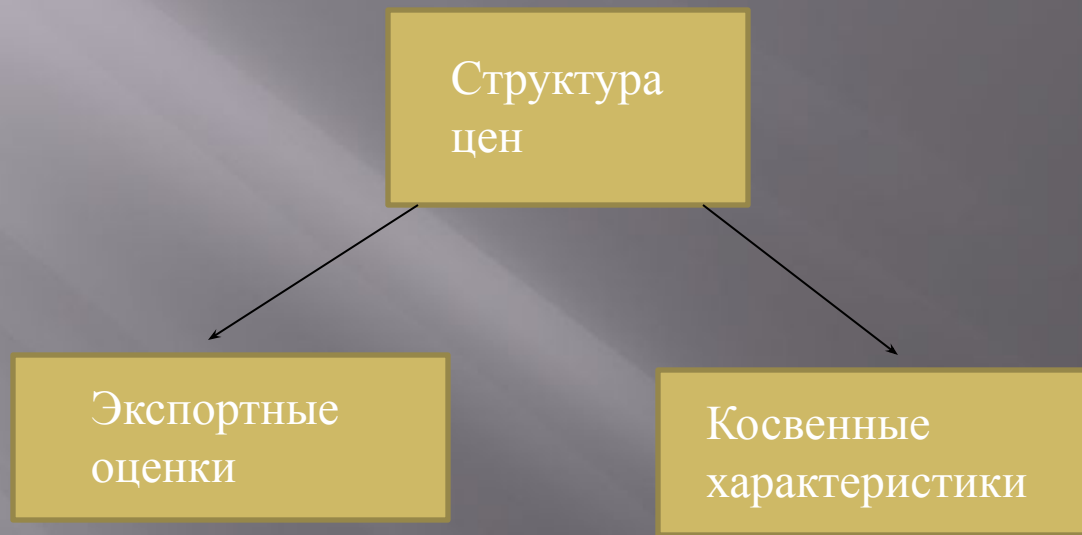 Структура
цен
Экспортные
оценки
Косвенные
характеристики